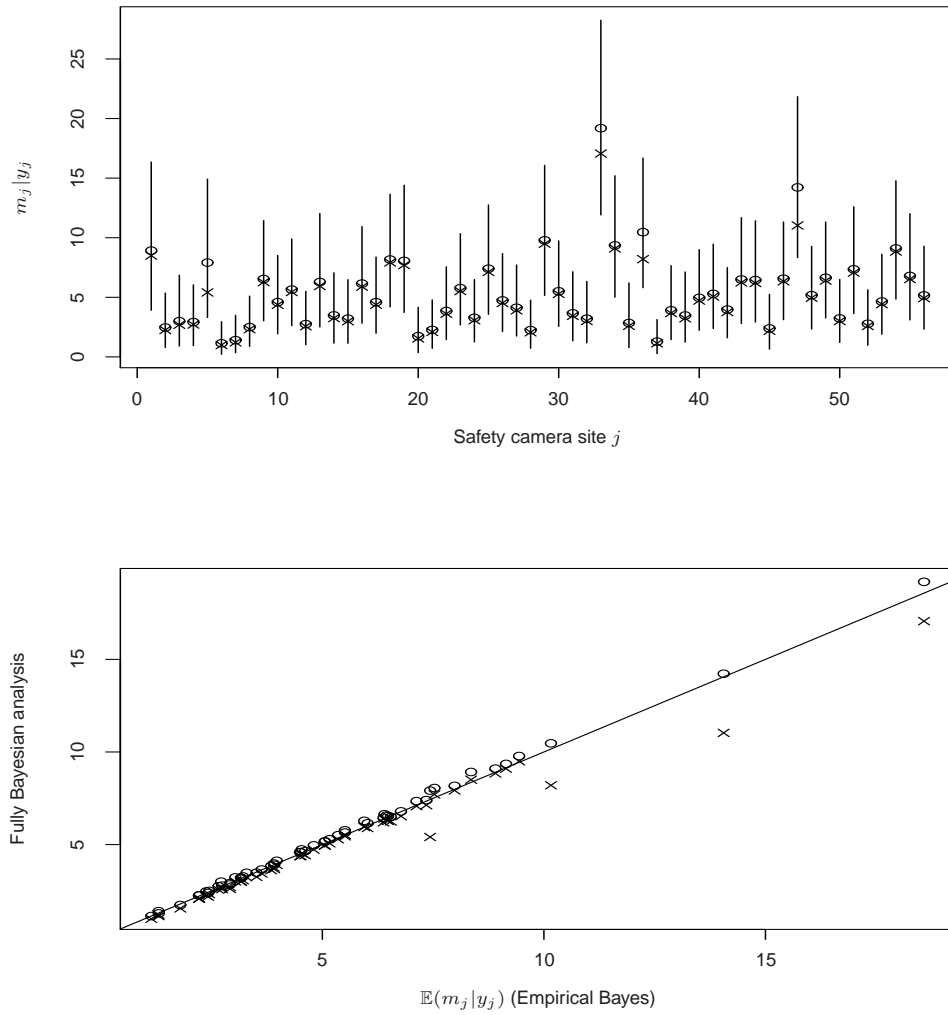 25
20
15
10
5
0
m_j|y_j
0 10 20 30 40 50
Safety camera site j
15
10
5
Fully Bayesian analysis
5 10 15
𝔼(m_j|y_j) (Empirical Bayes)